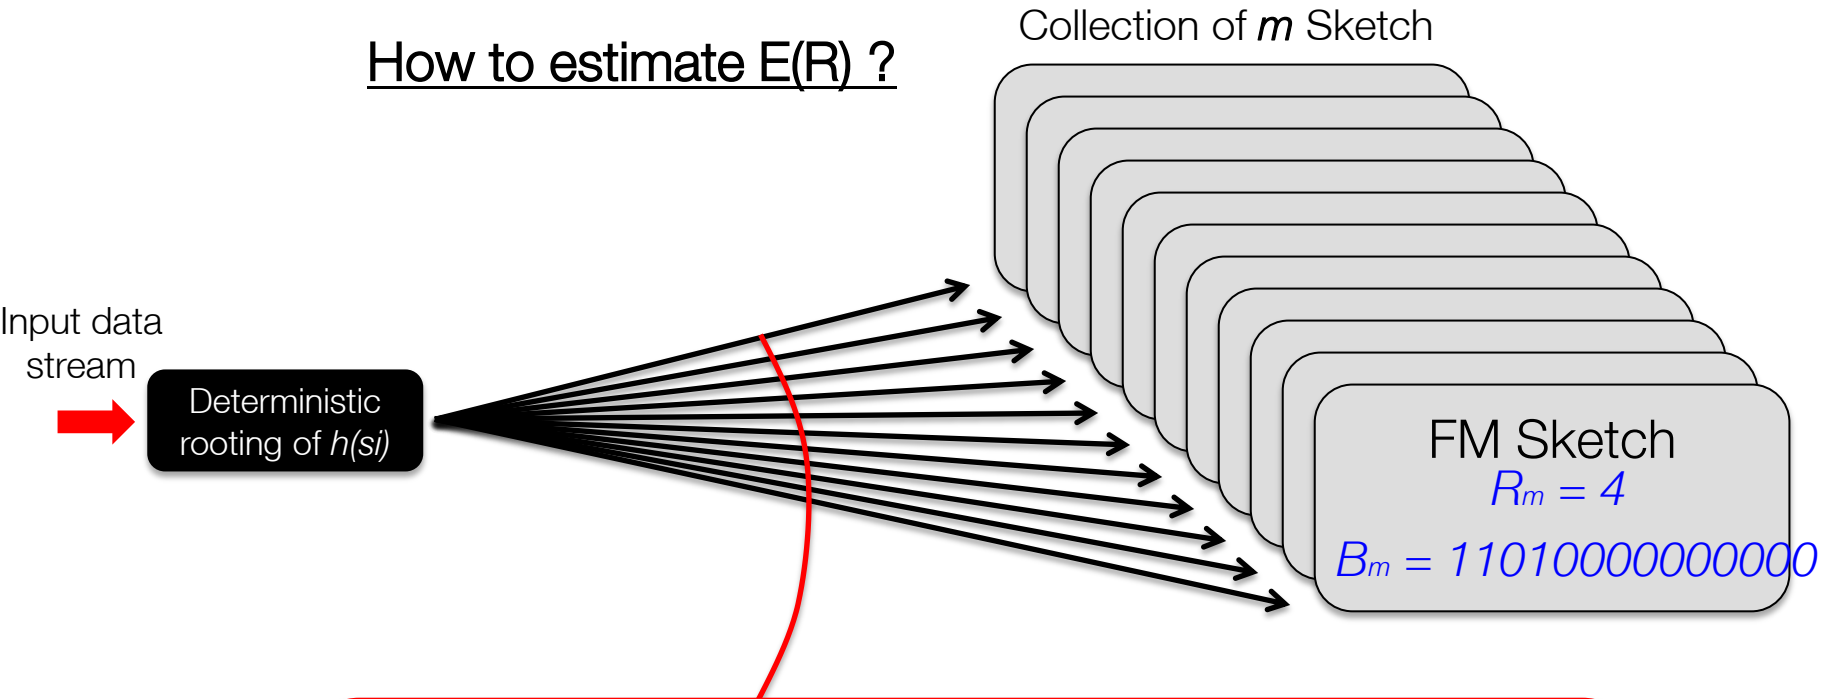 How to estimate E(R) ?
Collection of m Sketch
Input data
stream
Deterministic
rooting of h(si)
FM Sketch
Rm = 4
Bm = 11010000000000